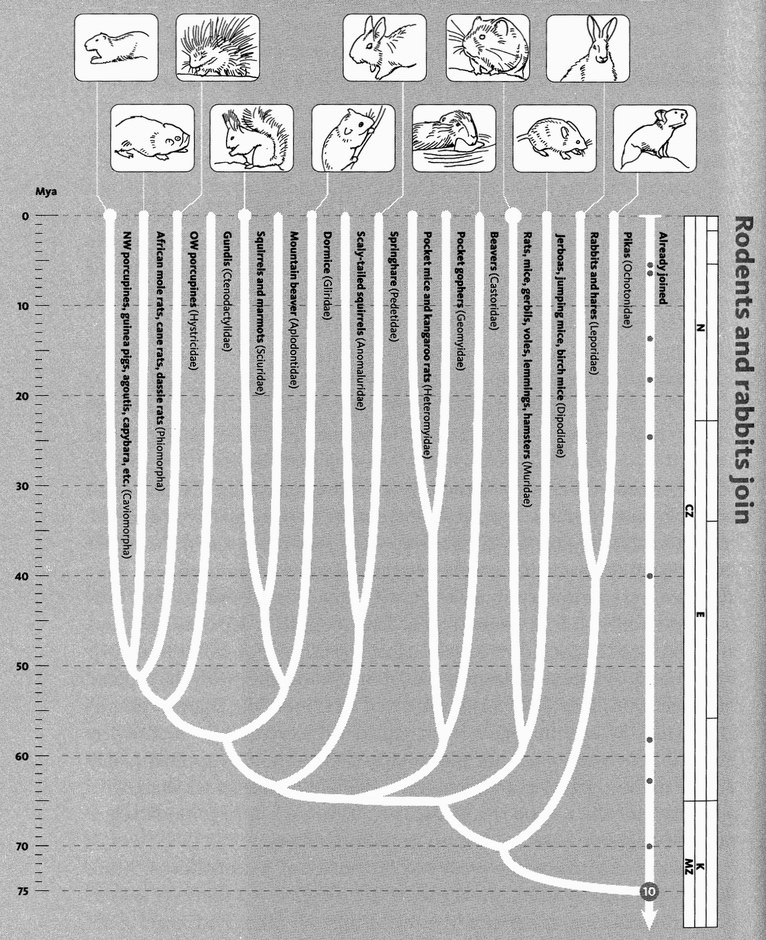 Rodents and rabbits join
Mya
0
10
20
30
40
50
60
70
75
NW porcupines, guinea pigs, agoutis, capybara, etc. (Caviomorpha)
African mole rats, cane rats, dassie rats (Phiomorpha)
OW porcupines (Hystricidae)
Gundis (Ctenodactylidae)
Squirrels and marmots (Sciuridae)
Mountain beaver (Aplodontidae)
Dormice (Gliridae)
Scaly-tailed squirrels (Anomaluridae)
Springhare (Pedetidae)
Pocket mice and kangaroo rats (Heteromyidae)
Pocket gophers (Geomyidae)
Beavers (Castoridae)
Rats, mice, gerbils, voles, lemmings, hamsters (Muridae)
Jerboas, jumping mice, birch mice (Dipodidae)
Rabbits and hares (Leporidae)
Pikas (Ochotonidae)
Already joined
10
N
CZ
E
K
MZ